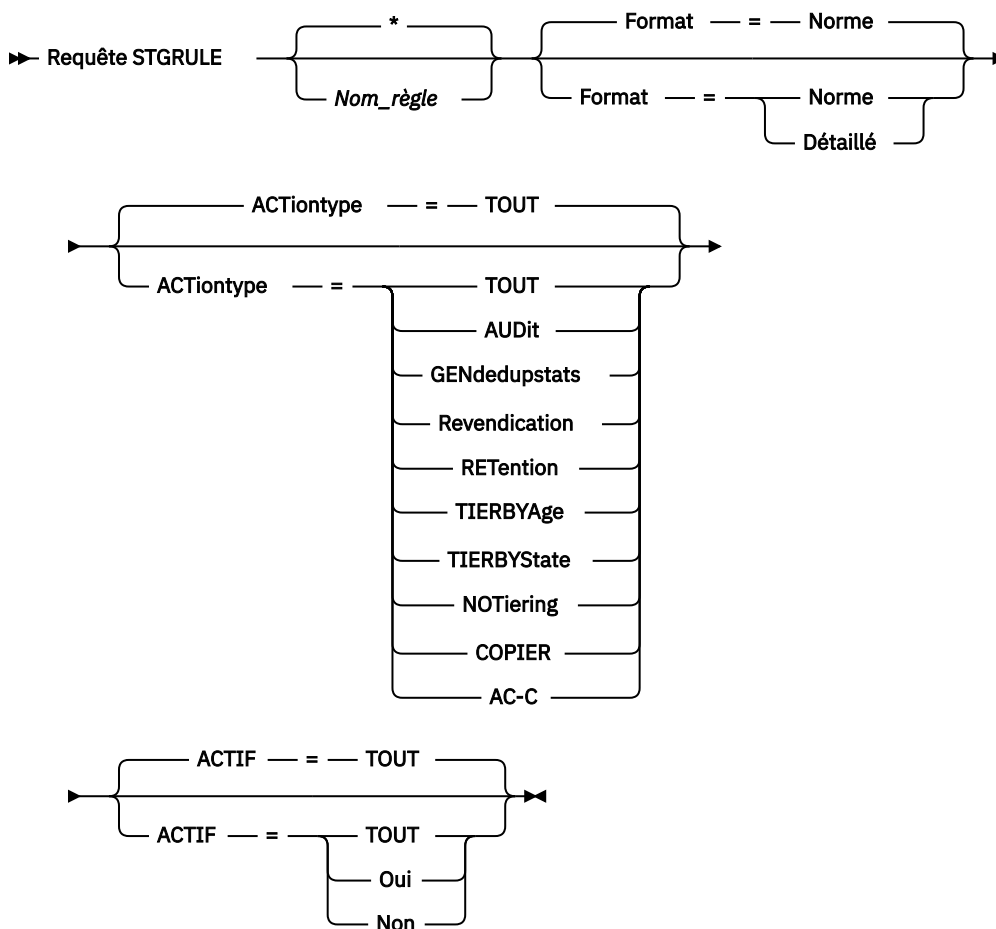 *
Format = Norme
Requête STGRULE
Nom_règle
Format = Norme
Détaillé
ACTiontype = TOUT
ACTiontype = TOUT
AUDit
GENdedupstats
Revendication
RETention
TIERBYAge
TIERBYState
NOTiering
COPIER
AC-C
ACTIF = TOUT
ACTIF = TOUT
Oui
Non